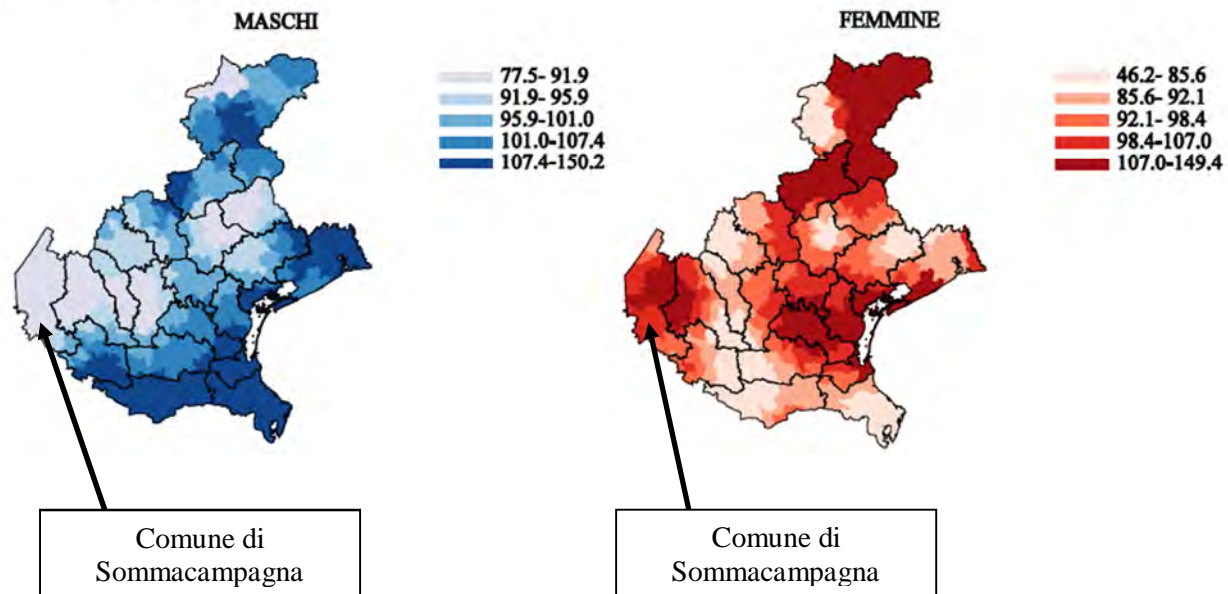 MASCHI
77.5- 91.9
91.9- 95.9
95.9-101.0
101.0-107.4
107.4-150.2
FEMMINE
46.2- 85.6
85.6- 92.1
92.1- 98.4
98.4-107.0
107.0-149.4
Comune di
Sommacampagna
Comune di
Sommacampagna